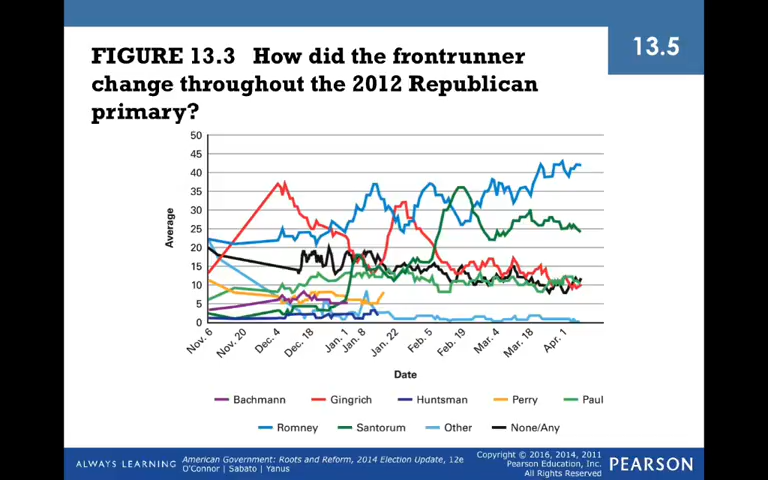 FIGURE 13.3 How did the frontrunner
change throughout the 2012 Republican
primary?
13.5
50
45
40
35
30
25
20
15
10
5
0
Average
Nov. 6
Nov. 20
Dec. 4
Dec. 18
Jan. 1
Jan. 8
Jan. 22
Feb. 5
Feb. 19
Mar. 4
Mar. 18
Apr. 1
Date
Bachmann Gingrich Huntsman Perry Paul
Romney Santorum Other None/Any
ALWAYS LEARNING
American Government: Roots and Reform, 2014 Election Update, 12e
O'Connor | Sabato | Yanus
Copyright © 2016, 2014, 2011
Pearson Education, Inc.
All Rights Reserved
PEARSON